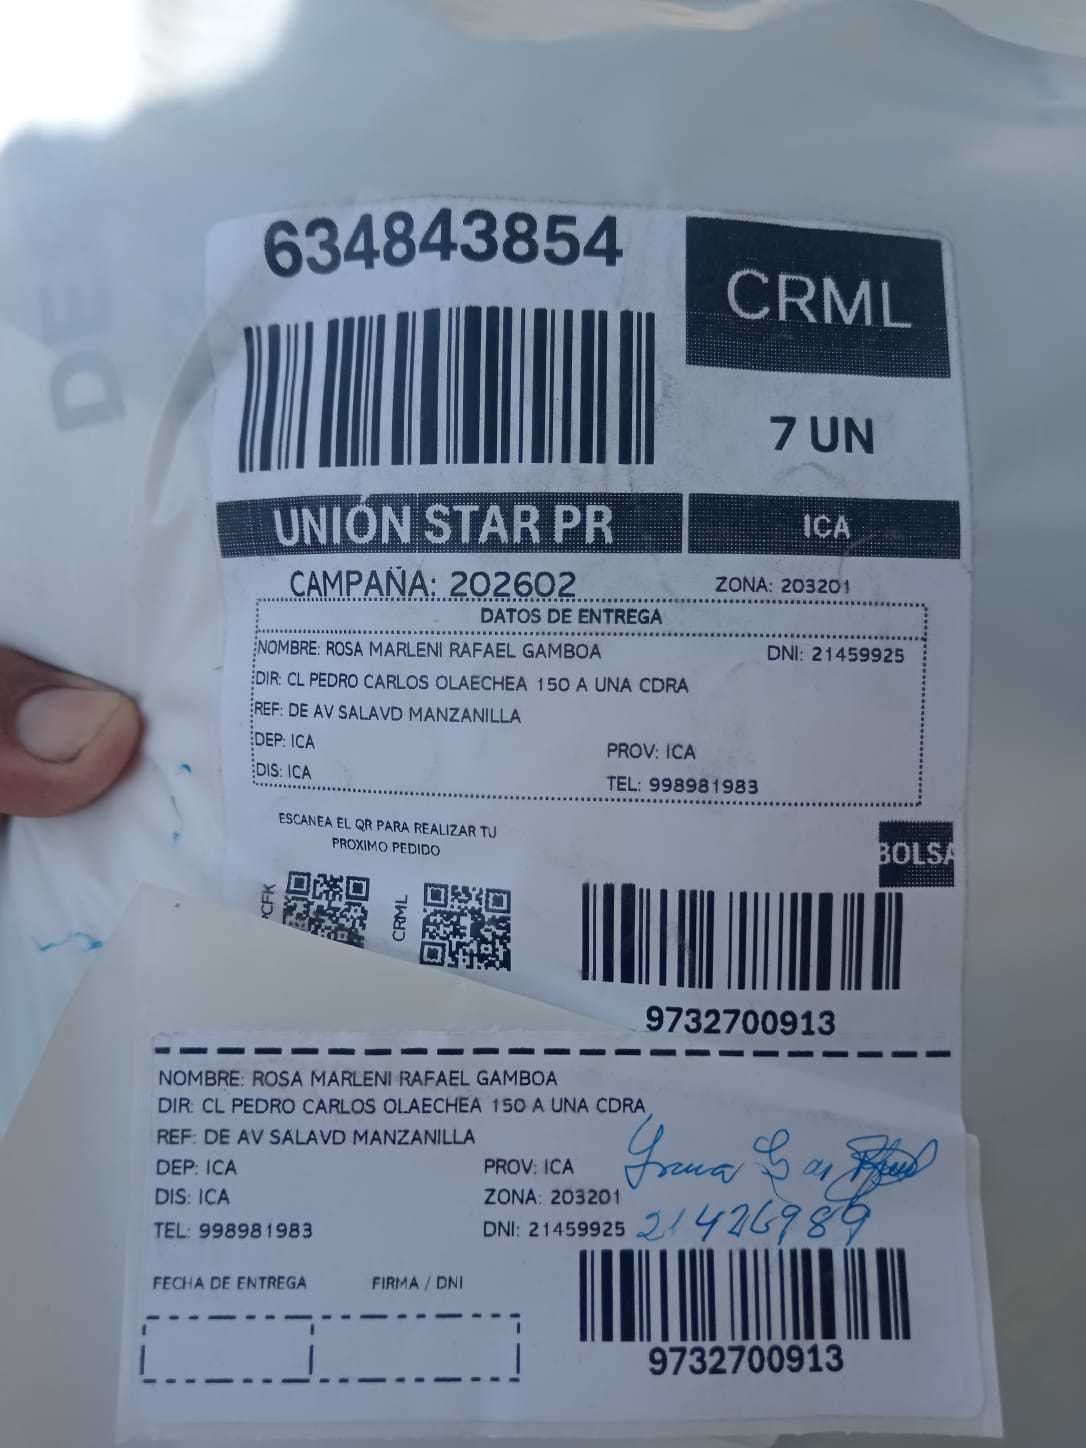 DE
634843854
CRML
7 UN
UNIÓN STAR PR
ICA
CAMPAÑA: 202602
ZONA: 203201
DATOS DE ENTREGA
NOMBRE: ROSA MARLENI RAFAEL GAMBOA DNI: 21459925
DIR: CL PEDRO CARLOS OLAECHEA 150 A UNA CDRA
REF: DE AV SALAVD MANZANILLA
DEP: ICA PROV: ICA
DIS: ICA TEL: 998981983
ESCANEA EL QR PARA REALIZAR TU
PROXIMO PEDIDO
BOLSA
CRML
9732700913
NOMBRE: ROSA MARLENI RAFAEL GAMBOA
DIR: CL PEDRO CARLOS OLAECHEA 150 A UNA CDRA
REF: DE AV SALAVD MANZANILLA
DEP: ICA PROV: ICA
DIS: ICA ZONA: 203201
TEL: 998981983 DNI: 21459925
21426989
FECHA DE ENTREGA FIRMA / DNI
9732700913